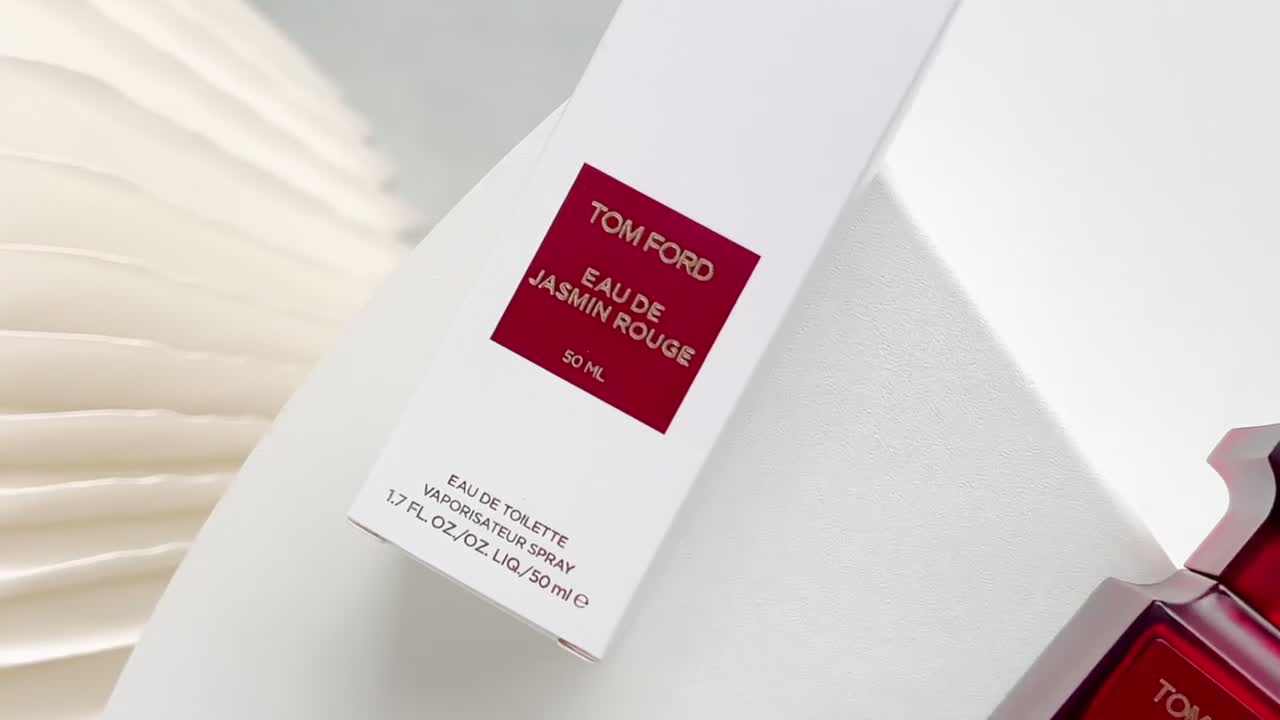 TOM FORD
EAU DE
JASMIN ROUGE
50 ML
EAU DE TOILETTE
VAPORISATEUR SPRAY
1.7 FL. OZ./OZ. LIQ./50 ml ℮
TOM